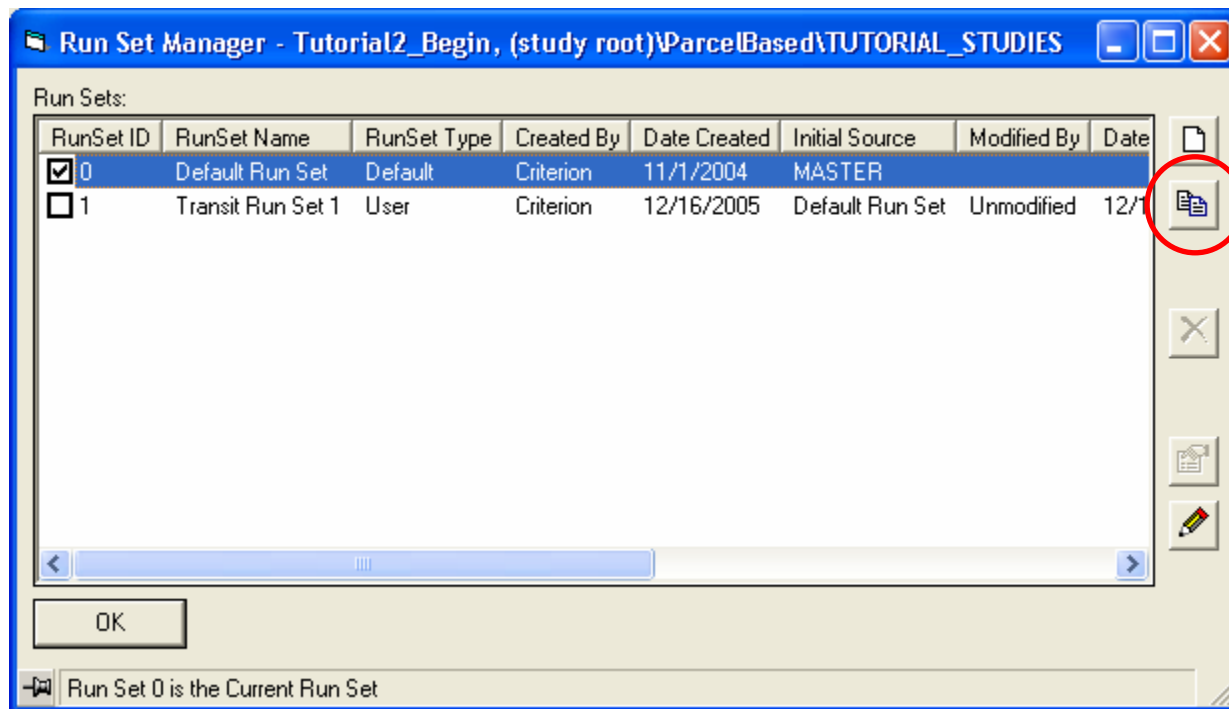 Run Set Manager - Tutorial2_Begin, (study root)\ParcelBased\TUTORIAL_STUDIES
Run Sets:
RunSet ID RunSet Name RunSet Type Created By Date Created Initial Source Modified By Date
0 Default Run Set Default Criterion 11/1/2004 MASTER
1 Transit Run Set 1 User Criterion 12/16/2005 Default Run Set Unmodified 12/1
OK
Run Set 0 is the Current Run Set